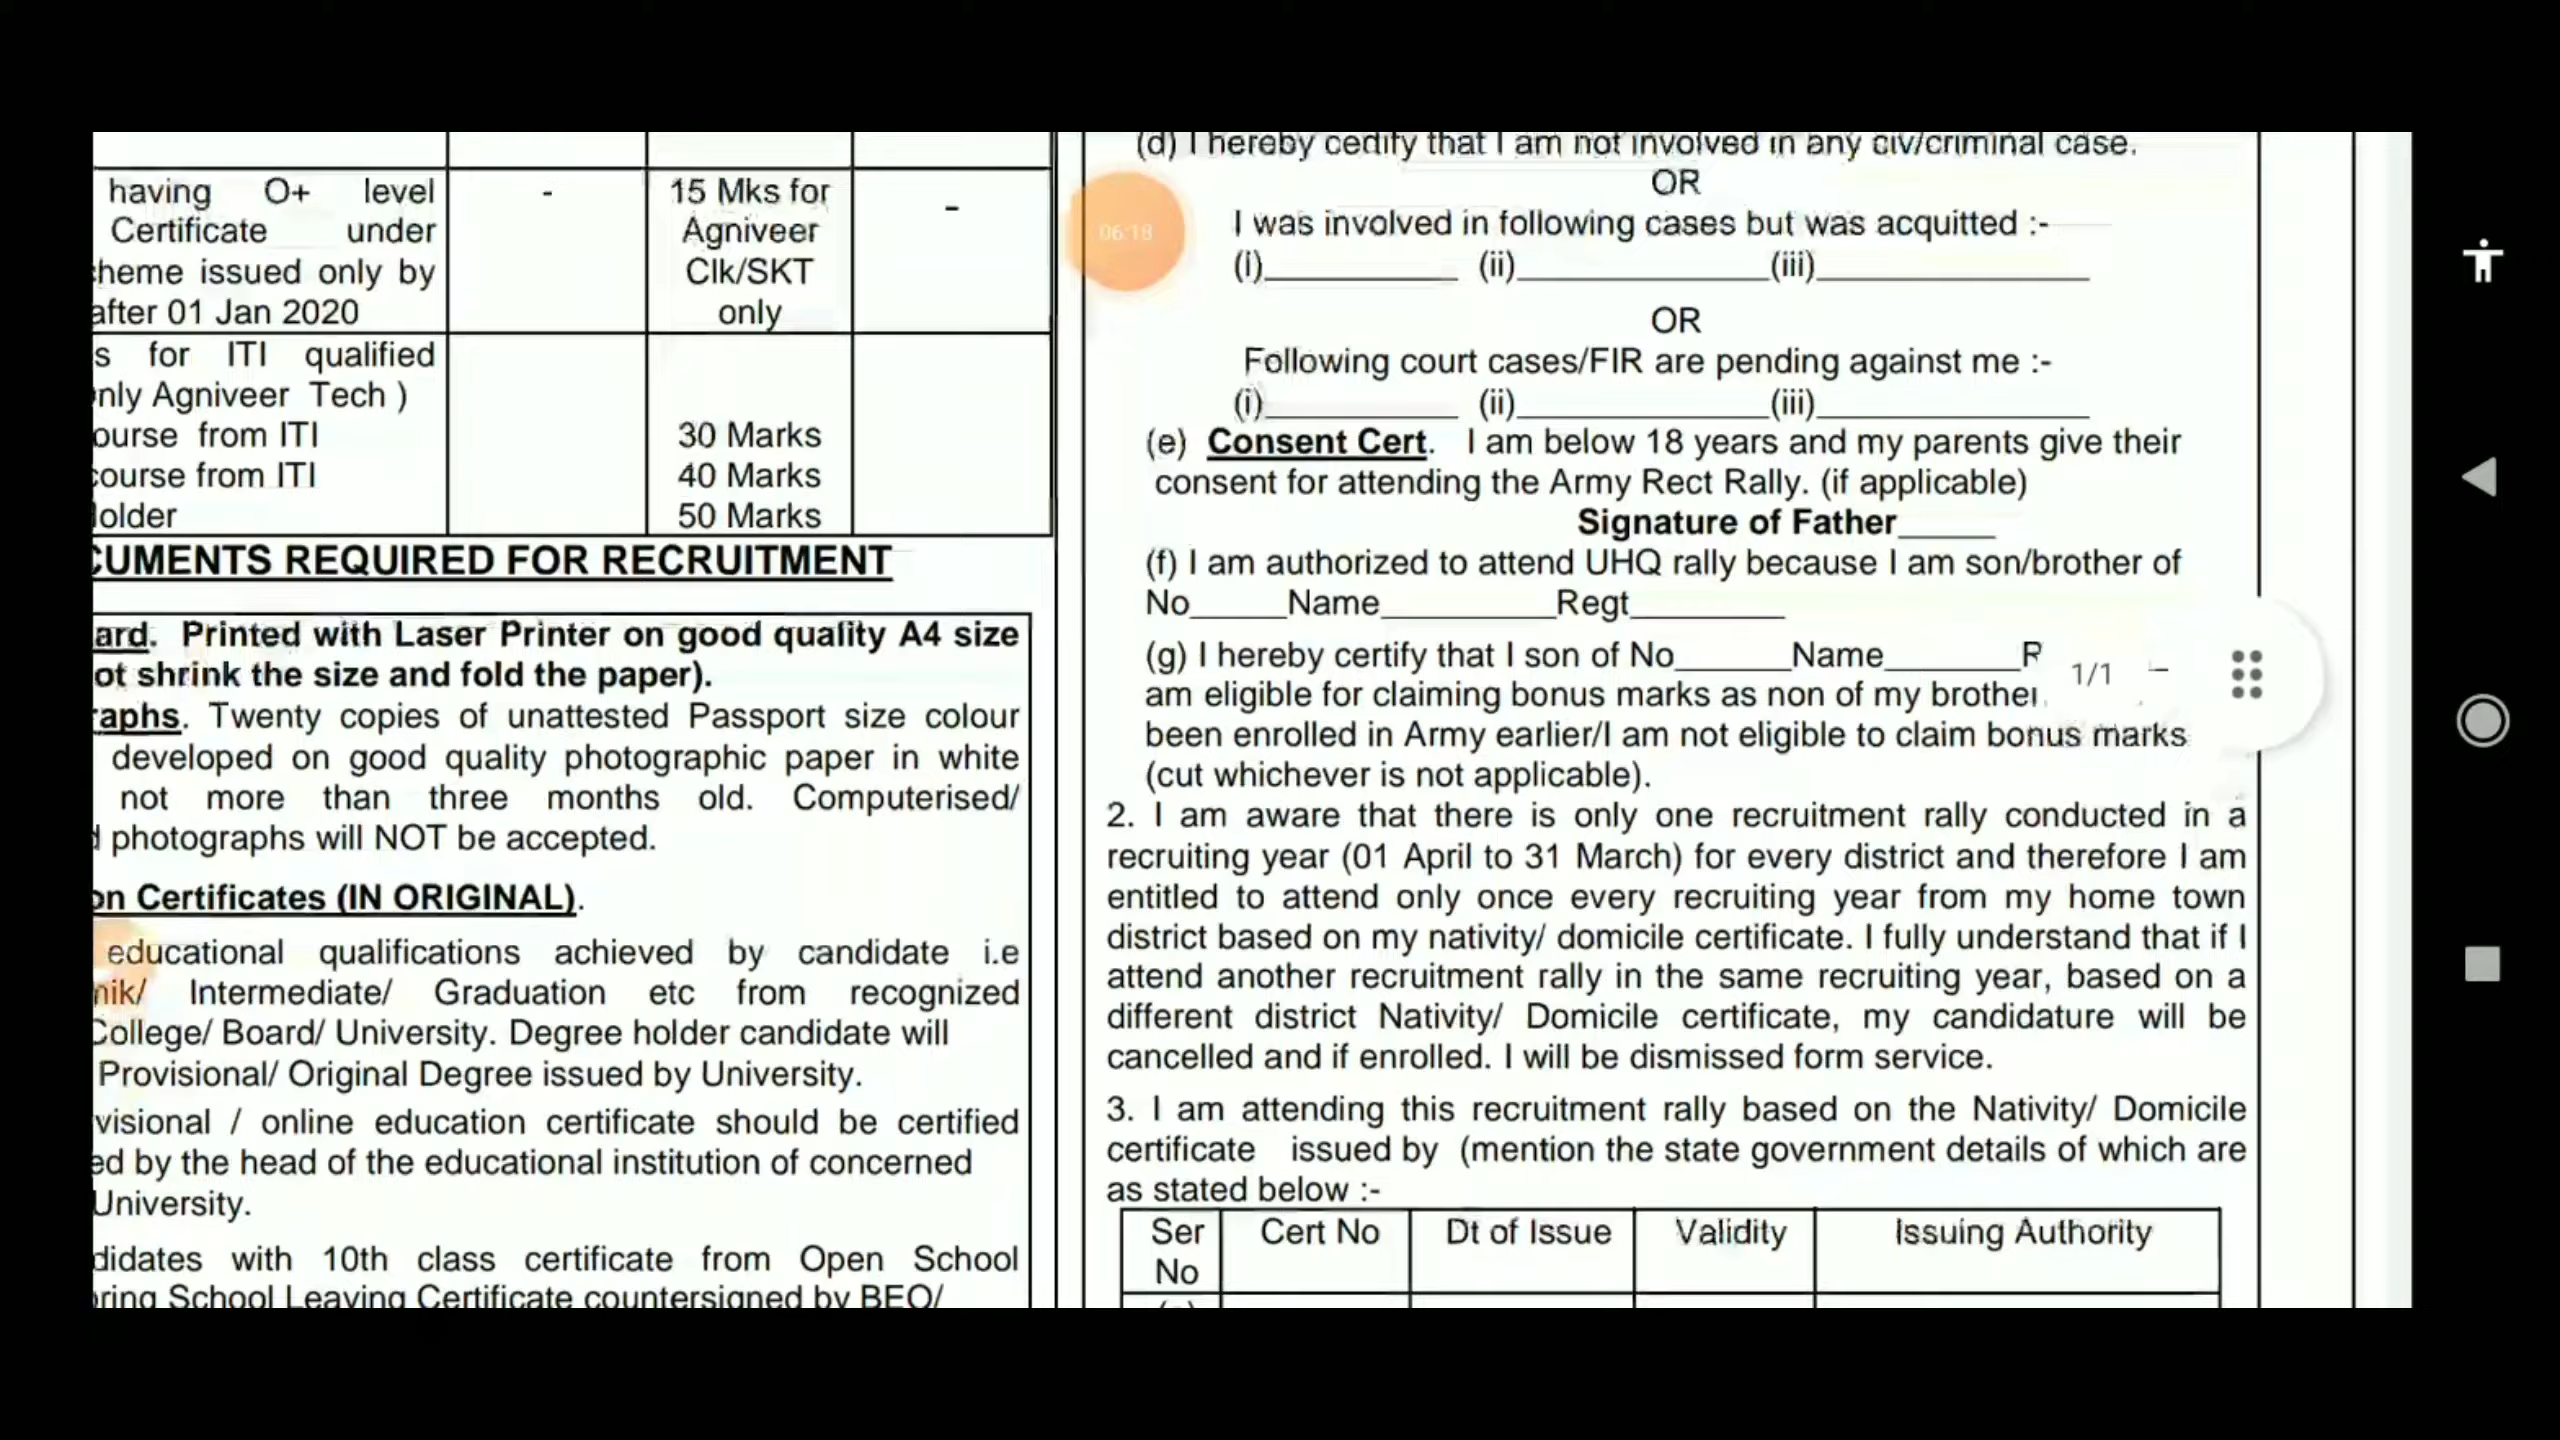 having O+ level
Certificate under
heme issued only by
after 01 Jan 2020
-
15 Mks for
Agniveer
Clk/SKT
only
-
s for ITI qualified
nly Agniveer Tech )
ourse from ITI
30 Marks
course from ITI
40 Marks
older
50 Marks
CUMENTS REQUIRED FOR RECRUITMENT
ard. Printed with Laser Printer on good quality A4 size
ot shrink the size and fold the paper).
raphs. Twenty copies of unattested Passport size colour
developed on good quality photographic paper in white
not more than three months old. Computerised/
d photographs will NOT be accepted.
on Certificates (IN ORIGINAL).
educational qualifications achieved by candidate i.e
nik/ Intermediate/ Graduation etc from recognized
College/ Board/ University. Degree holder candidate will
Provisional/ Original Degree issued by University.
visional / online education certificate should be certified
ed by the head of the educational institution of concerned
University.
didates with 10th class certificate from Open School
bring School Leaving Certificate countersigned by BEO/
(d) I hereby certify that I am not involved in any civ/criminal case.
OR
06:18
I was involved in following cases but was acquitted :-
(i)__________ (ii)_____________(iii)______________
OR
Following court cases/FIR are pending against me :-
(i)__________ (ii)_____________(iii)______________
(e) Consent Cert. I am below 18 years and my parents give their
consent for attending the Army Rect Rally. (if applicable)
Signature of Father_____
(f) I am authorized to attend UHQ rally because I am son/brother of
No_____Name_________Regt________
(g) I hereby certify that I son of No______Name_______R
1/1
am eligible for claiming bonus marks as non of my brother
been enrolled in Army earlier/I am not eligible to claim bonus marks
(cut whichever is not applicable).
2. I am aware that there is only one recruitment rally conducted in a
recruiting year (01 April to 31 March) for every district and therefore I am
entitled to attend only once every recruiting year from my home town
district based on my nativity/ domicile certificate. I fully understand that if I
attend another recruitment rally in the same recruiting year, based on a
different district Nativity/ Domicile certificate, my candidature will be
cancelled and if enrolled. I will be dismissed form service.
3. I am attending this recruitment rally based on the Nativity/ Domicile
certificate issued by (mention the state government details of which are
as stated below :-
Ser No
Cert No
Dt of Issue
Validity
Issuing Authority